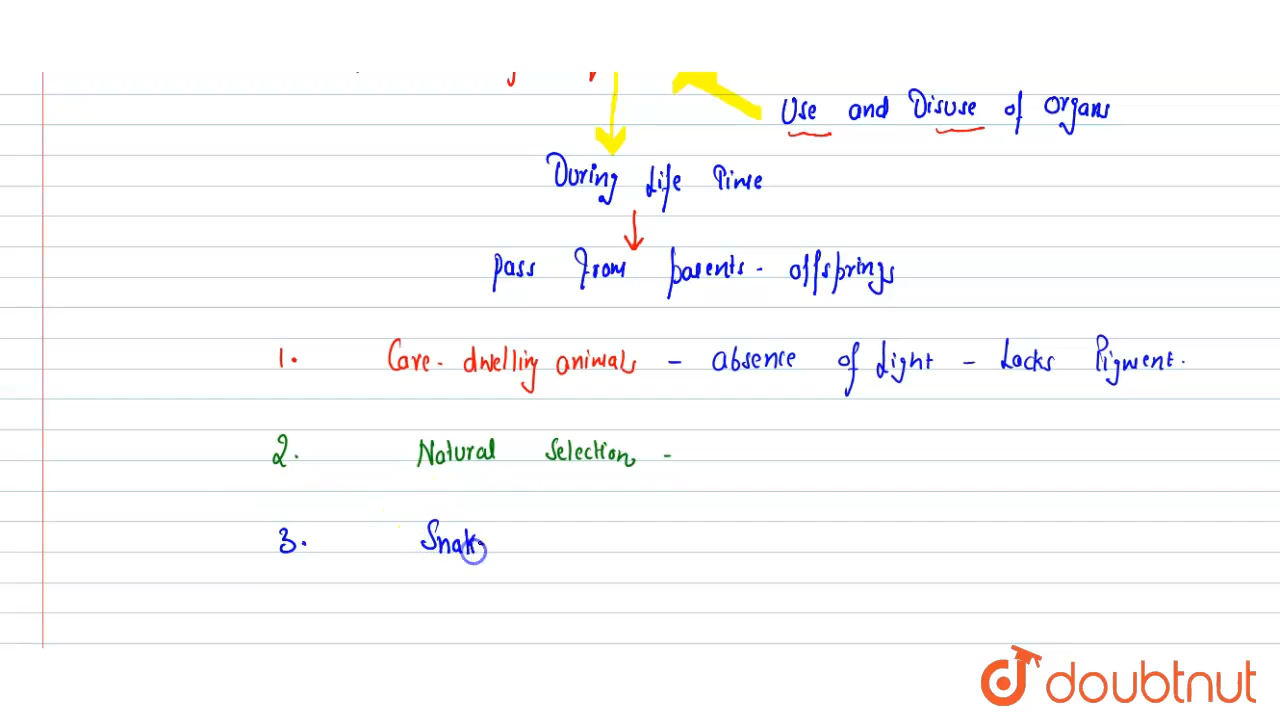 Use and Disuse of Organs
During Life Time
Pass from parents - offsprings
1. Cave-dwelling animals - absence of Light - Lacks Pigment.
2. Natural Selection -
3. Snak
doubtnut